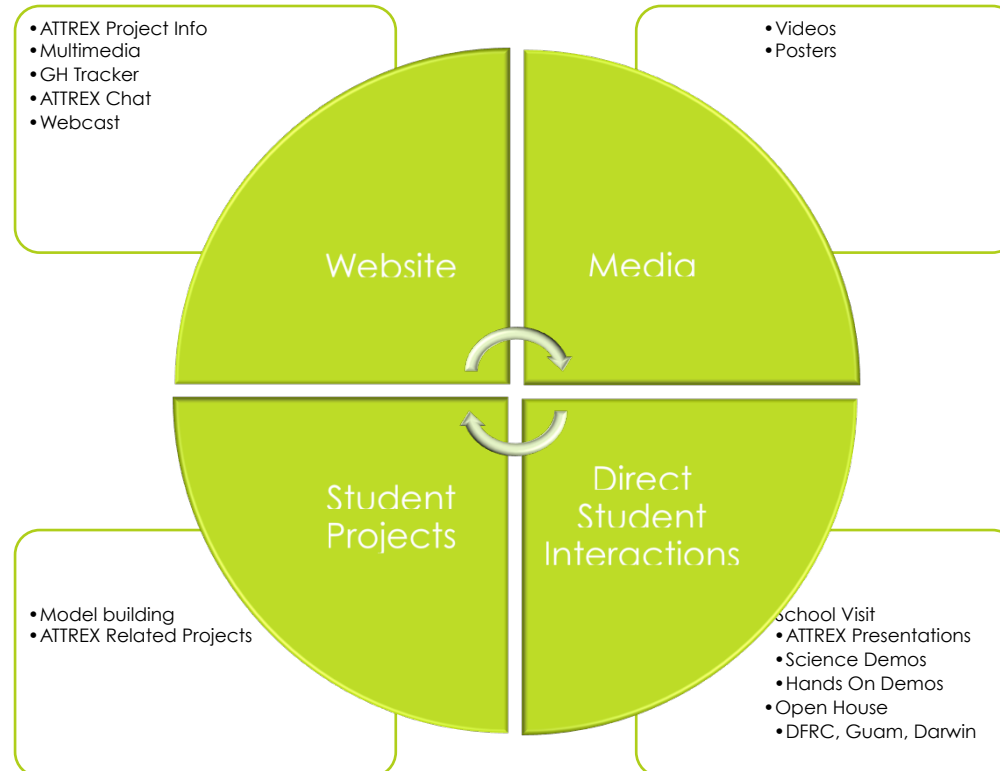 •ATTREX Project Info
•Multimedia
•GH Tracker
•ATTREX Chat
•Webcast
•Videos
•Posters
Website
Media
Student
Projects
Direct
Student
Interactions
•Model building
•ATTREX Related Projects
School Visit
•ATTREX Presentations
•Science Demos
•Hands On Demos
•Open House
•DFRC, Guam, Darwin